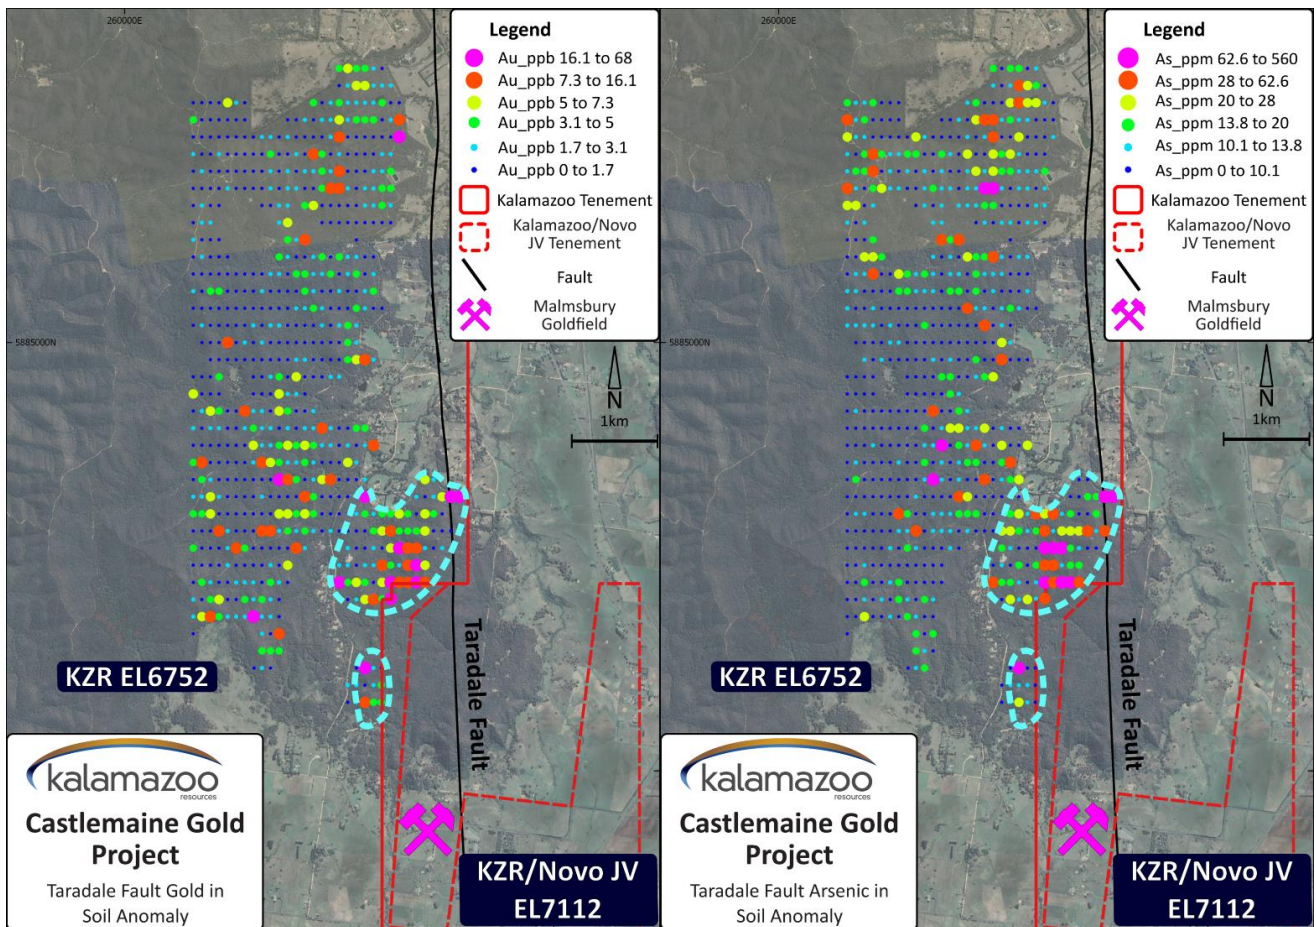 260000E
5885000N
Legend
Au_ppb 16.1 to 68
Au_ppb 7.3 to 16.1
Au_ppb 5 to 7.3
Au_ppb 3.1 to 5
Au_ppb 1.7 to 3.1
Au_ppb 0 to 1.7
Kalamazoo Tenement
Kalamazoo/Novo
JV Tenement
Fault
Malmsbury
Goldfield
N
1km
Taradale Fault
KZR EL6752
kalamazoo
resources
Castlemaine Gold
Project
Taradale Fault Gold in
Soil Anomaly
KZR/Novo JV
EL7112
260000E
5885000N
Legend
As_ppm 62.6 to 560
As_ppm 28 to 62.6
As_ppm 20 to 28
As_ppm 13.8 to 20
As_ppm 10.1 to 13.8
As_ppm 0 to 10.1
Kalamazoo Tenement
Kalamazoo/Novo
JV Tenement
Fault
Malmsbury
Goldfield
N
1km
Taradale Fault
KZR EL6752
kalamazoo
resources
Castlemaine Gold
Project
Taradale Fault Arsenic in
Soil Anomaly
KZR/Novo JV
EL7112